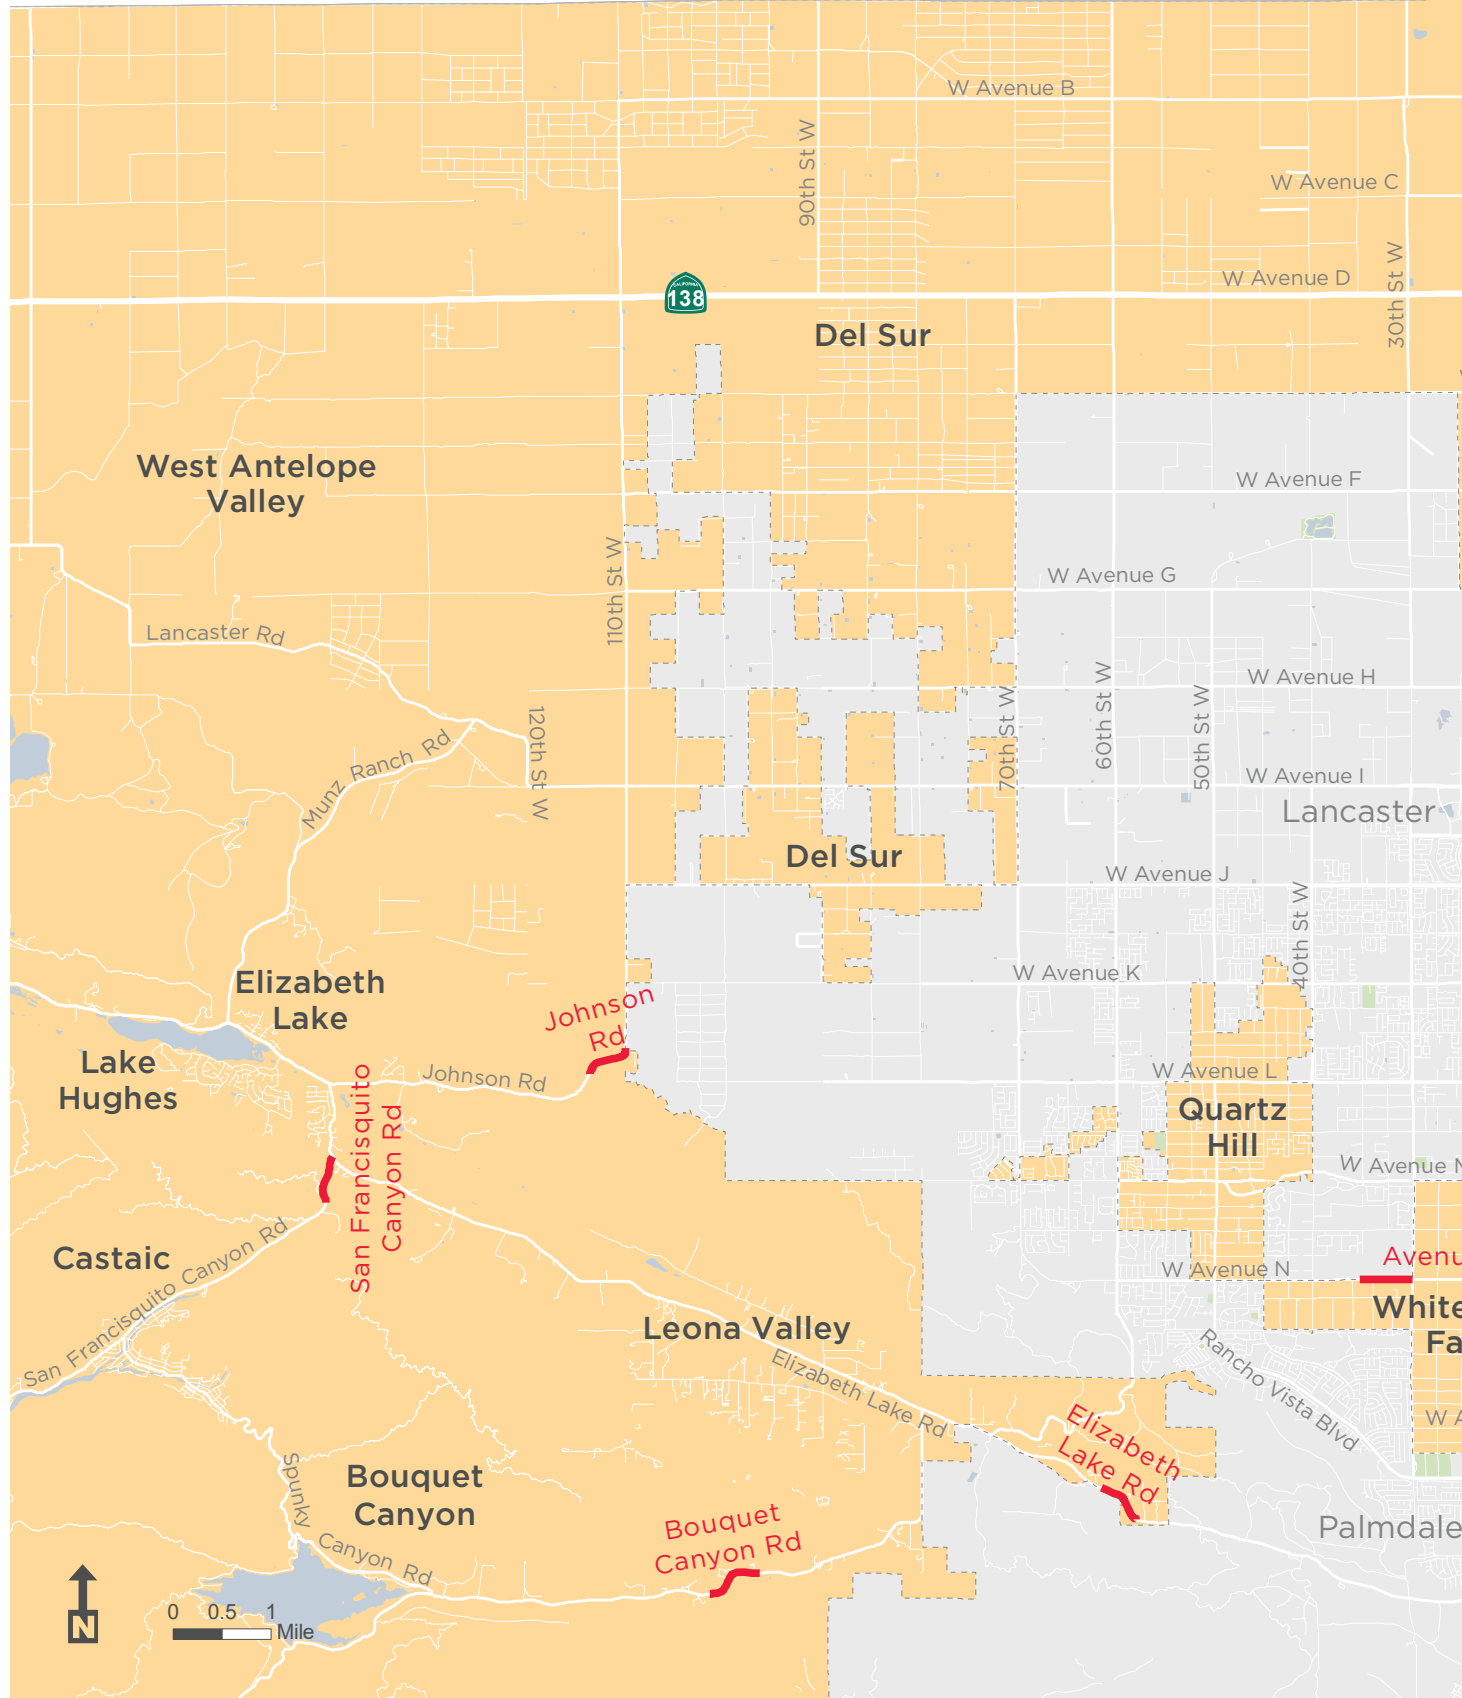 W Avenue B
90th St W
W Avenue C
W Avenue D
30th St W
CALIFORNIA
138
Del Sur
West Antelope
Valley
W Avenue F
110th St W
W Avenue G
Lancaster Rd
60th St W
W Avenue H
70th St W
50th St W
120th St W
Munz Ranch Rd
W Avenue I
Lancaster
Del Sur
W Avenue J
40th St W
Elizabeth
Lake
W Avenue K
Johnson
Rd
Lake
Hughes
Johnson Rd
San Francisquito
Canyon Rd
W Avenue L
Quartz
Hill
W Avenue
Castaic
San Francisquito Canyon Rd
W Avenue N
Avenu
White
Fa
Leona Valley
Elizabeth Lake Rd
Rancho Vista Blvd
W A
Elizabeth
Lake Rd
Spunky
Canyon Rd
Bouquet
Canyon
Bouquet
Canyon Rd
Palmdale
N
0 0.5 1
Mile